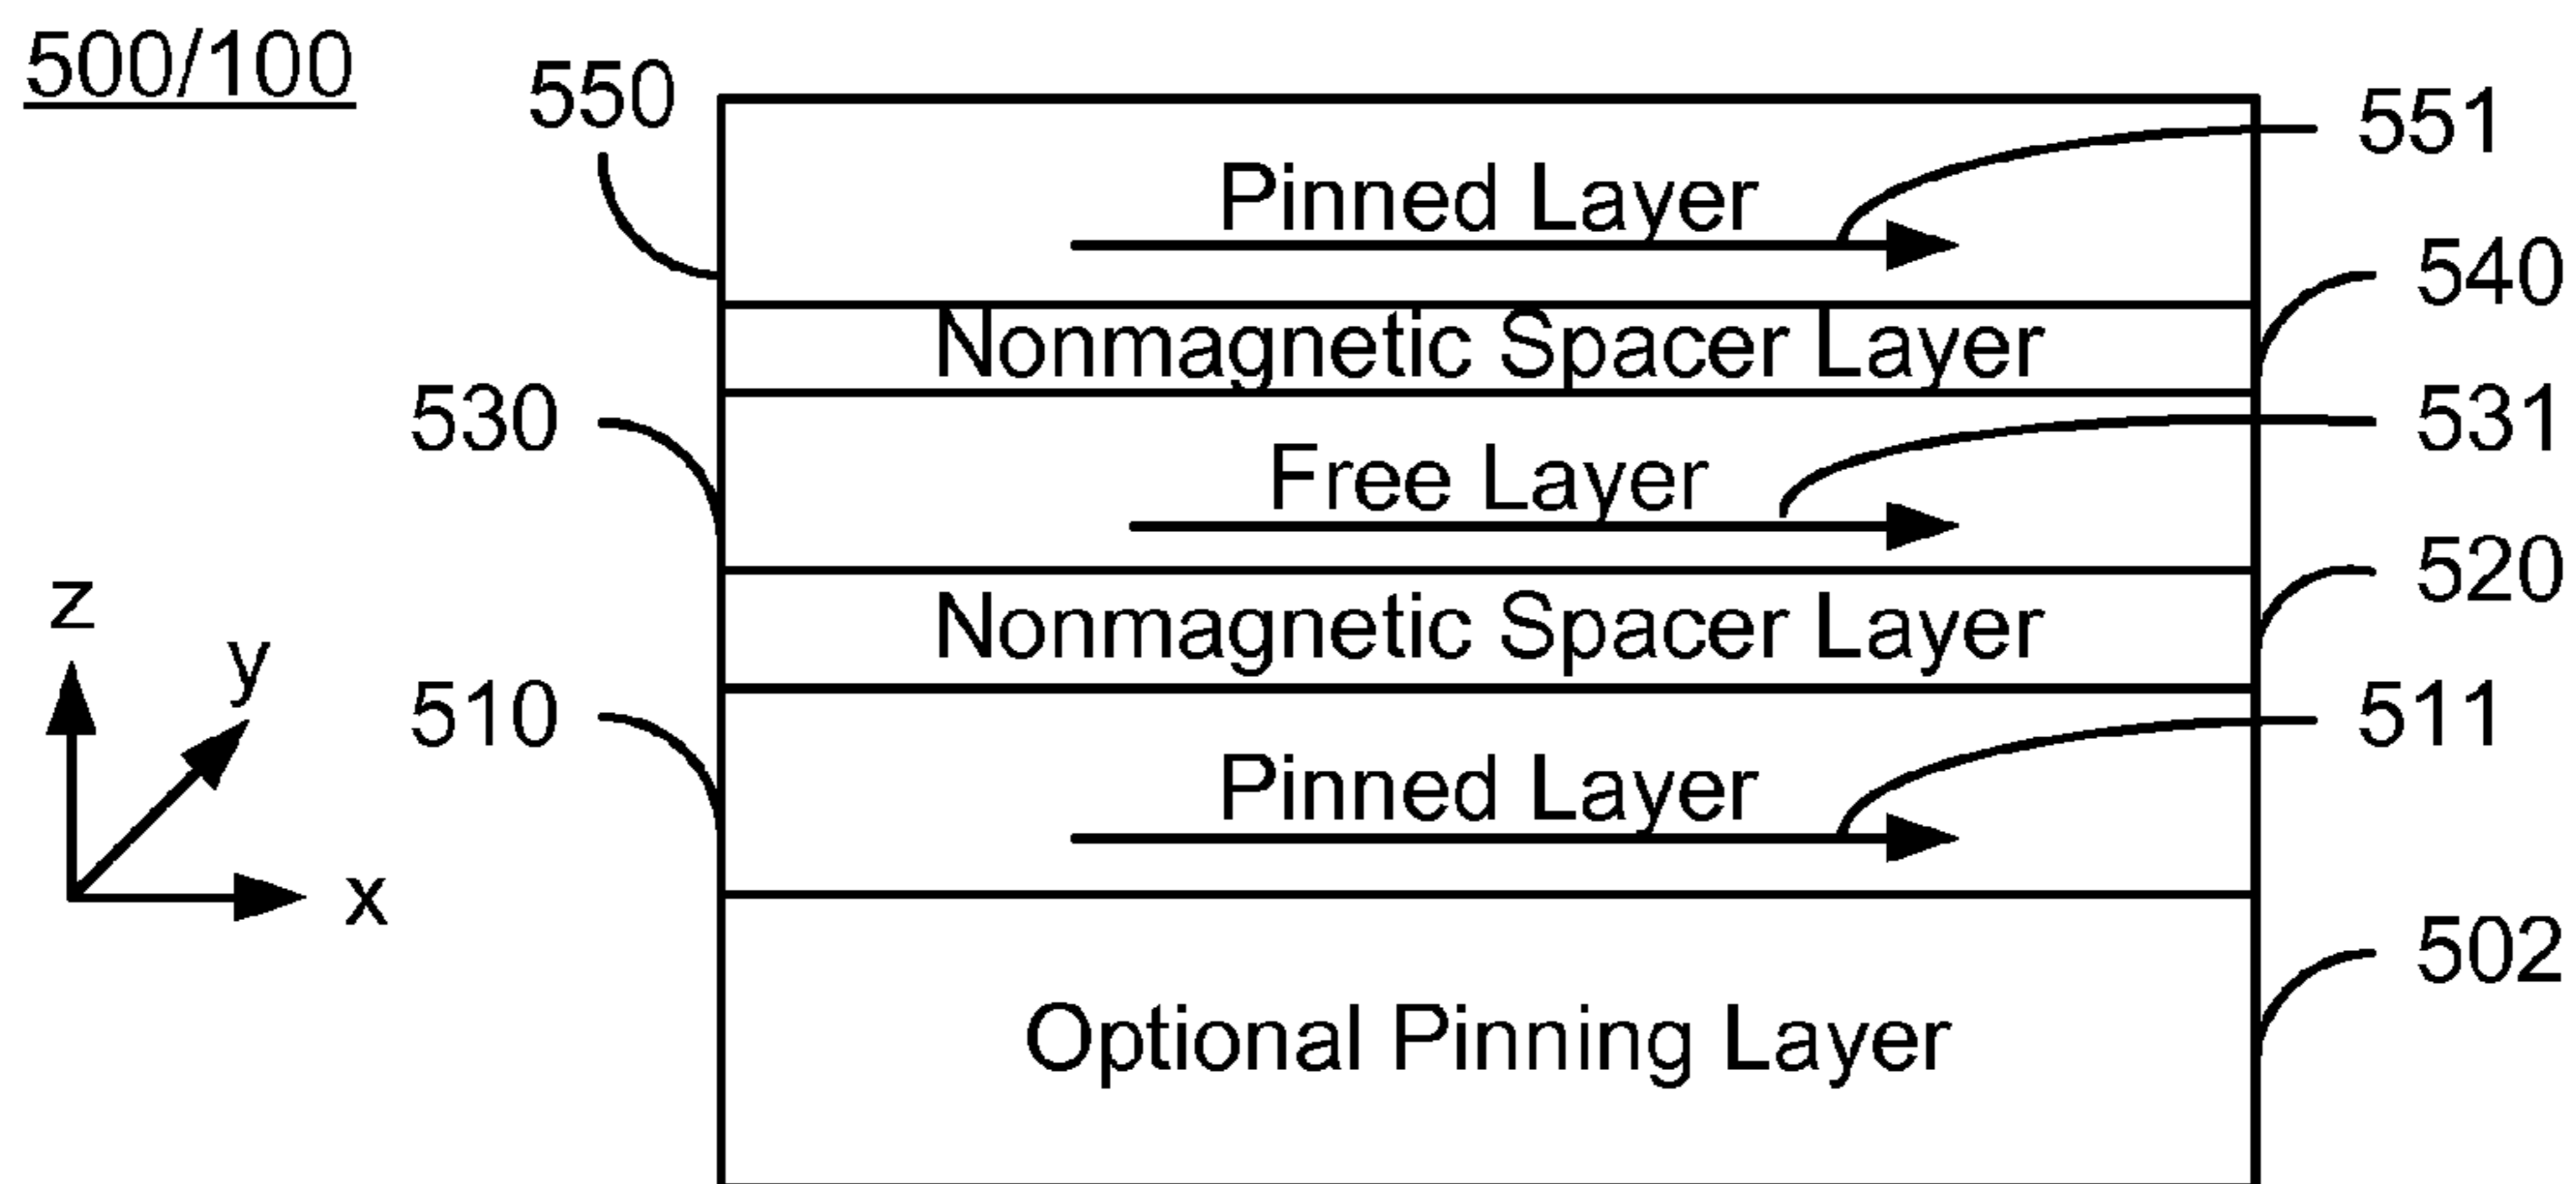 500/100
550
551
Pinned Layer
540
Nonmagnetic Spacer Layer
530
531
Free Layer
520
Nonmagnetic Spacer Layer
z
y
x
510
511
Pinned Layer
502
Optional Pinning Layer